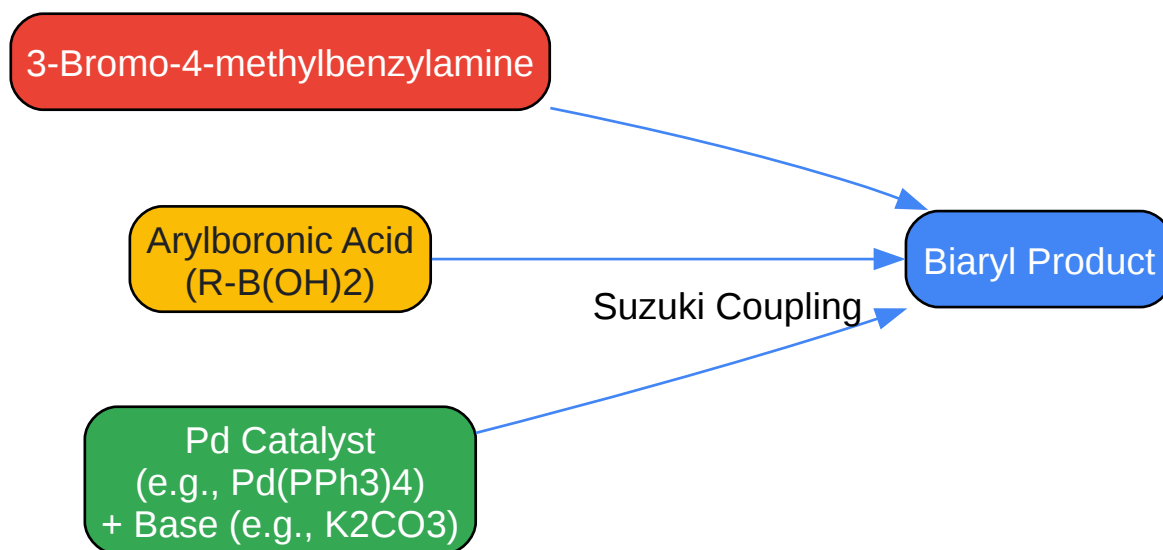 3-Bromo-4-methylbenzylamine
Arylboronic Acid
(R-B(OH)2)
Biaryl Product
Suzuki Coupling
Pd Catalyst
(e.g., Pd(PPh3)4)
+ Base (e.g., K2CO3)